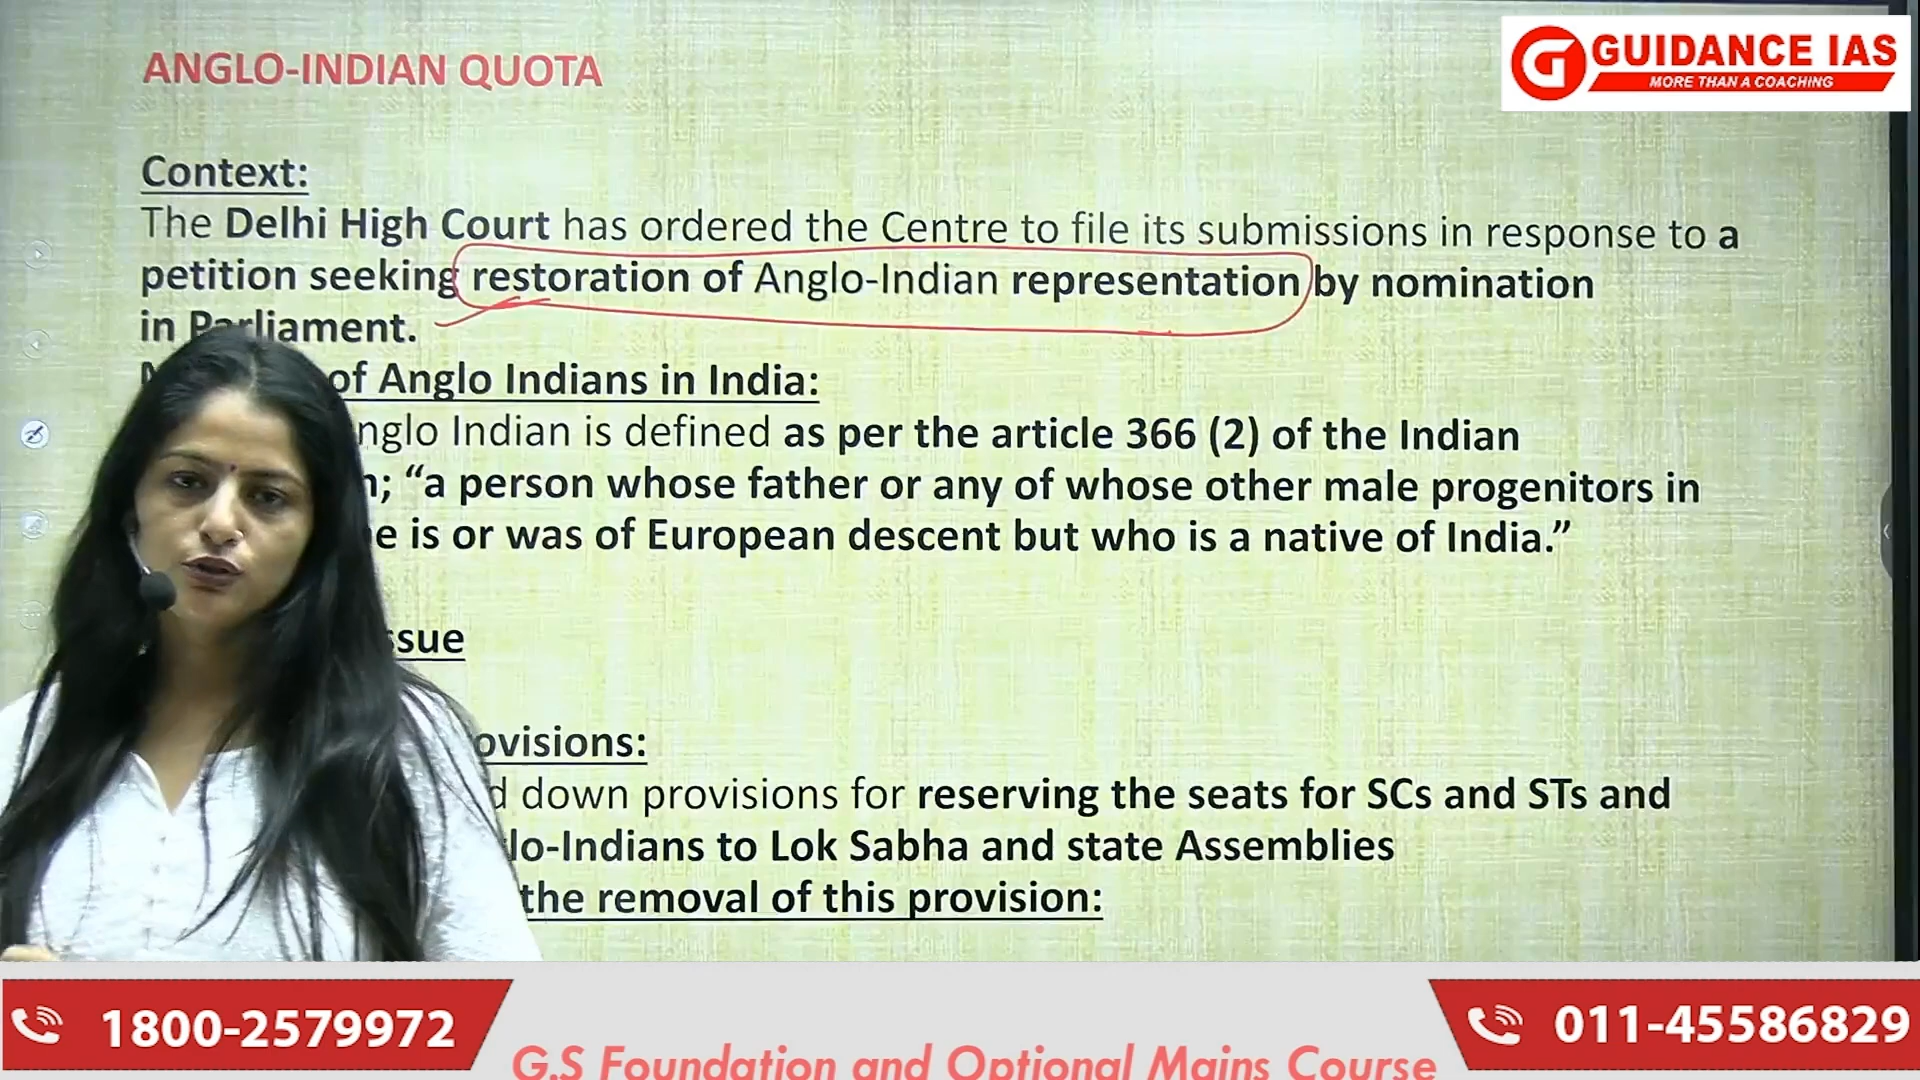 ANGLO-INDIAN QUOTA
GUIDANCE IAS
MORE THAN A COACHING
Context:
The Delhi High Court has ordered the Centre to file its submissions in response to a
petition seeking restoration of Anglo-Indian representation by nomination
in Parliament.
of Anglo Indians in India:
nglo Indian is defined as per the article 366 (2) of the Indian
n; “a person whose father or any of whose other male progenitors in
e is or was of European descent but who is a native of India.”
ssue
ovisions:
d down provisions for reserving the seats for SCs and STs and
lo-Indians to Lok Sabha and state Assemblies
the removal of this provision:
1800-2579972
011-45586829
G.S Foundation and Optional Mains Course